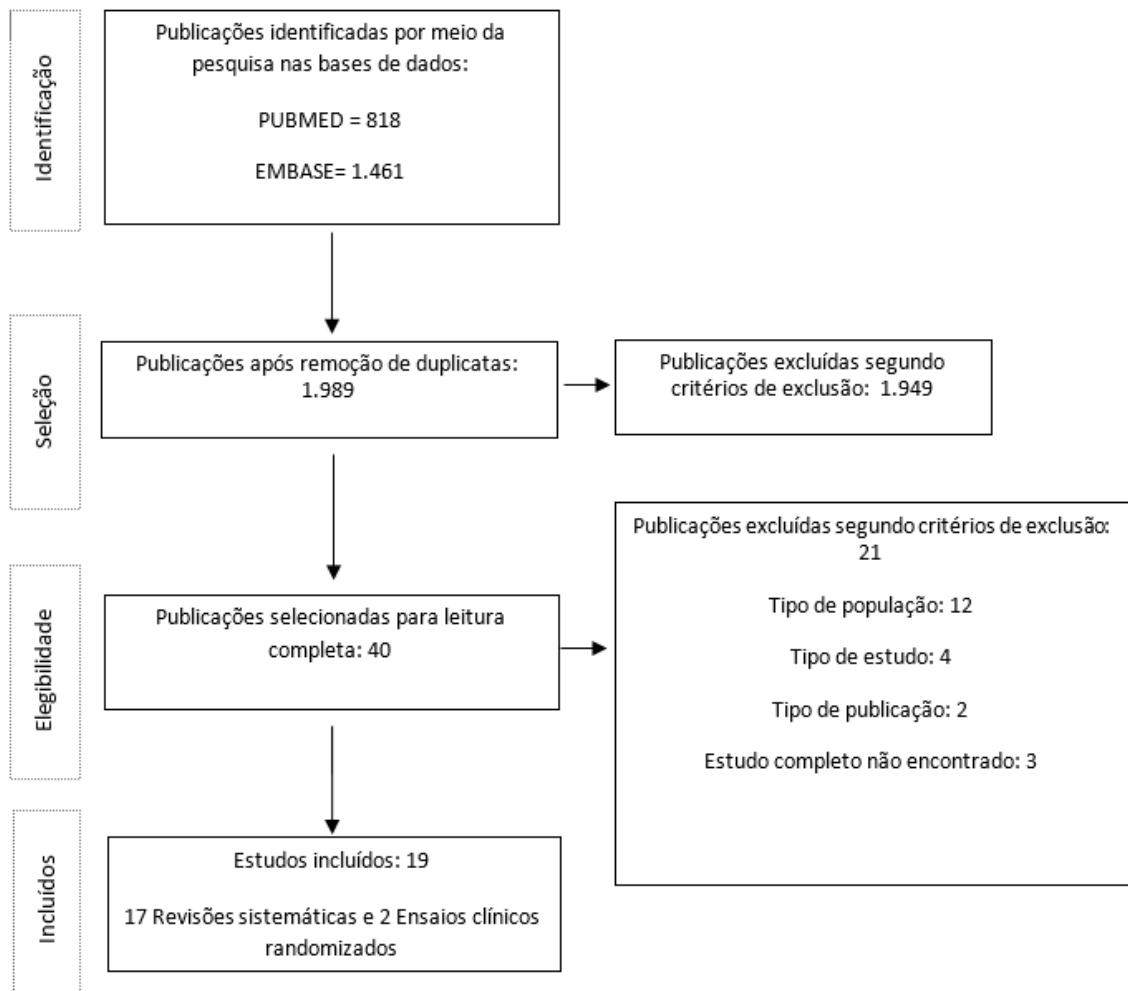 Identificação
Publicações identificadas por meio da
pesquisa nas bases de dados:
PUBMED = 818
EMBASE= 1.461
Seleção
Publicações após remoção de duplicatas:
1.989
Publicações excluídas segundo
critérios de exclusão: 1.949
Elegibilidade
Publicações selecionadas para leitura
completa: 40
Publicações excluídas segundo critérios de exclusão:
21
Tipo de população: 12
Tipo de estudo: 4
Tipo de publicação: 2
Estudo completo não encontrado: 3
Incluídos
Estudos incluídos: 19
17 Revisões sistemáticas e 2 Ensaios clínicos
randomizados